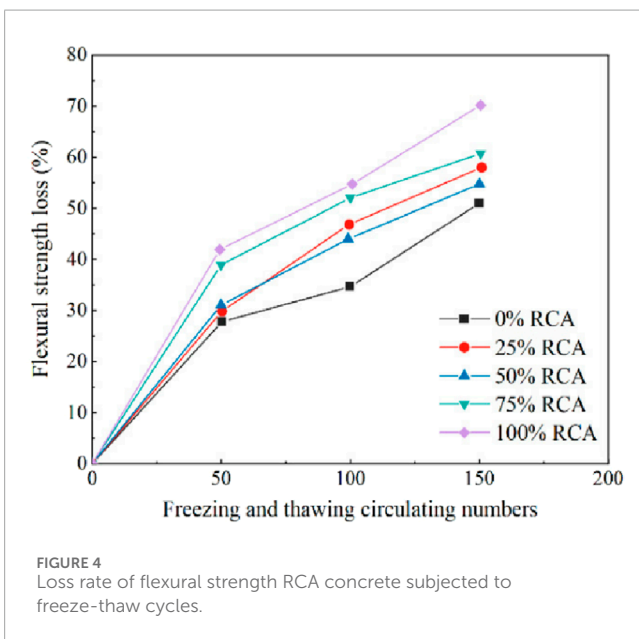 80
70
60
50
40
30
20
10
0
Flexural strength loss (%)
0% RCA
25% RCA
50% RCA
75% RCA
100% RCA
0 50 100 150 200
Freezing and thawing circulating numbers
FIGURE 4
Loss rate of flexural strength RCA concrete subjected to
freeze-thaw cycles.